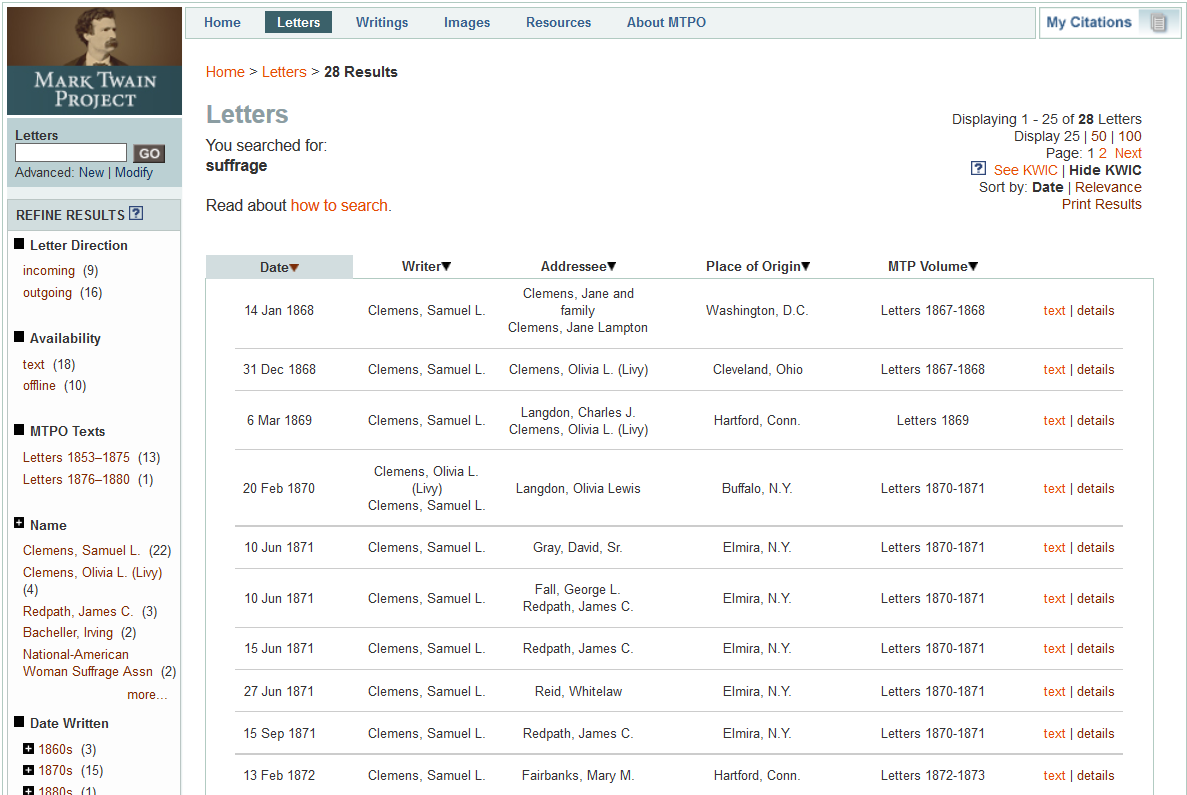 Home Letters Writings Images Resources About MTPO My Citations
MARK TWAIN
PROJECT
Letters
GO
Advanced: New | Modify
REFINE RESULTS ?
Letter Direction
incoming (9)
outgoing (16)
Availability
text (18)
offline (10)
MTPO Texts
Letters 1853–1875 (13)
Letters 1876–1880 (1)
Name
Clemens, Samuel L. (22)
Clemens, Olivia L. (Livy)
(4)
Redpath, James C. (3)
Bacheller, Irving (2)
National-American
Woman Suffrage Assn (2)
more...
Date Written
1860s (3)
1870s (15)
1880s (1)
Home > Letters > 28 Results
Letters
You searched for:
suffrage
Read about how to search.
Displaying 1 - 25 of 28 Letters
Display 25 | 50 | 100
Page: 1 2 Next
? See KWIC | Hide KWIC
Sort by: Date | Relevance
Print Results
Date▼ Writer▼ Addressee▼ Place of Origin▼ MTP Volume▼
Clemens, Jane and
14 Jan 1868 Clemens, Samuel L. family Washington, D.C. Letters 1867-1868 text | details
Clemens, Jane Lampton
31 Dec 1868 Clemens, Samuel L. Clemens, Olivia L. (Livy) Cleveland, Ohio Letters 1867-1868 text | details
Langdon, Charles J.
6 Mar 1869 Clemens, Samuel L. Hartford, Conn. Letters 1869 text | details
Clemens, Olivia L. (Livy)
Clemens, Olivia L.
20 Feb 1870 (Livy) Langdon, Olivia Lewis Buffalo, N.Y. Letters 1870-1871 text | details
Clemens, Samuel L.
10 Jun 1871 Clemens, Samuel L. Gray, David, Sr. Elmira, N.Y. Letters 1870-1871 text | details
Fall, George L.
10 Jun 1871 Clemens, Samuel L. Elmira, N.Y. Letters 1870-1871 text | details
Redpath, James C.
15 Jun 1871 Clemens, Samuel L. Redpath, James C. Elmira, N.Y. Letters 1870-1871 text | details
27 Jun 1871 Clemens, Samuel L. Reid, Whitelaw Elmira, N.Y. Letters 1870-1871 text | details
15 Sep 1871 Clemens, Samuel L. Redpath, James C. Elmira, N.Y. Letters 1870-1871 text | details
13 Feb 1872 Clemens, Samuel L. Fairbanks, Mary M. Hartford, Conn. Letters 1872-1873 text | details